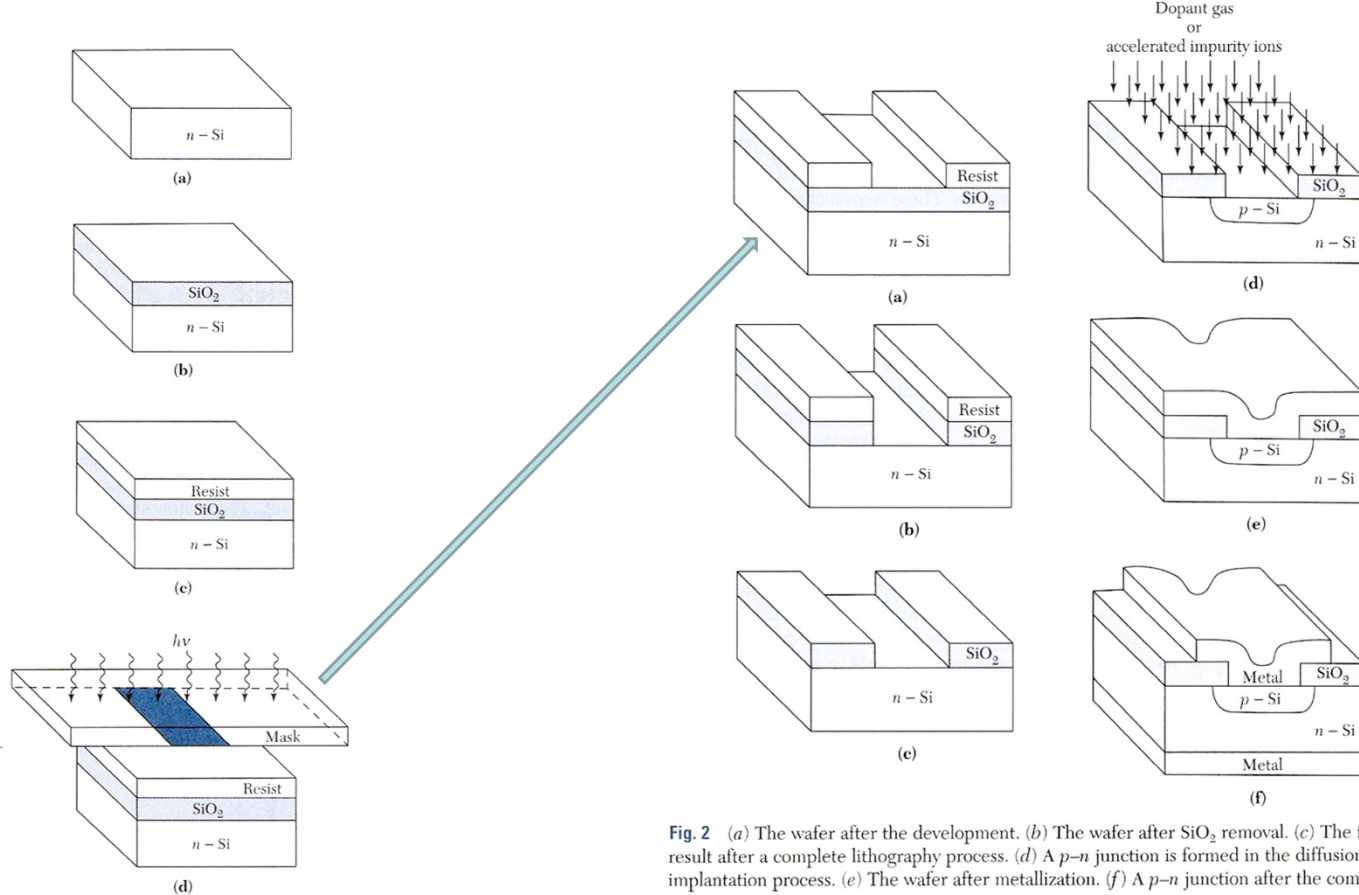 n – Si
(a)
SiO₂
n – Si
(b)
Resist
SiO₂
n – Si
(c)
hν
Mask
Resist
SiO₂
n – Si
(d)
Resist
SiO₂
n – Si
(a)
Resist
SiO₂
n – Si
(b)
SiO₂
n – Si
(c)
Dopant gas
or
accelerated impurity ions
SiO₂
p – Si
n – Si
(d)
SiO₂
p – Si
n – Si
(e)
Metal
SiO₂
p – Si
n – Si
Metal
(f)
Fig. 2 (a) The wafer after the development. (b) The wafer after SiO₂ removal. (c) The
result after a complete lithography process. (d) A p–n junction is formed in the diffusion
implantation process. (e) The wafer after metallization. (f) A p–n junction after the